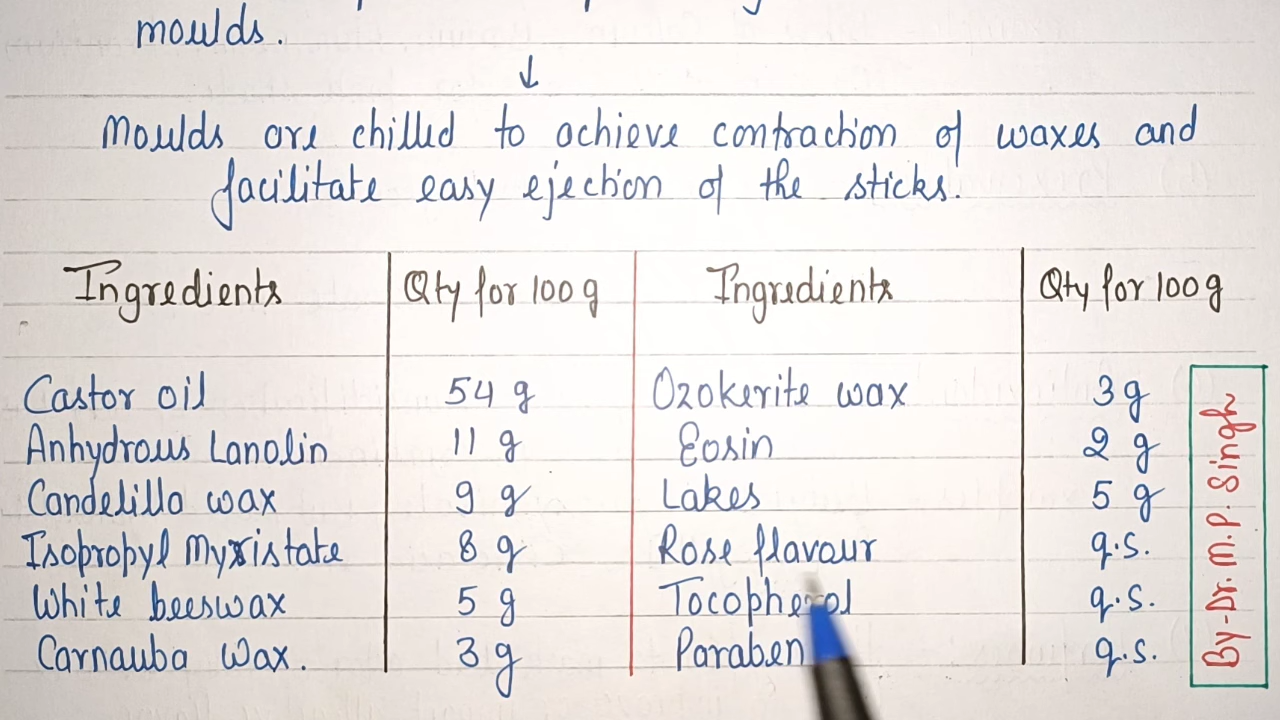 moulds.
↓
Moulds are chilled to achieve contraction of waxes and
facilitate easy ejection of the sticks.
Ingredients Qty for 100 g Ingredients Qty for 100 g
Castor oil 54 g Ozokerite wax 3 g
Anhydrous Lanolin 11 g Eosin 2 g
Candelilla wax 9 g Lakes 5 g
Isopropyl Myristate 8 g Rose flavour q.s.
White beeswax 5 g Tocopherol q.s.
Carnauba Wax. 3 g Paraben q.s.
By-Dr. M.P. Singh